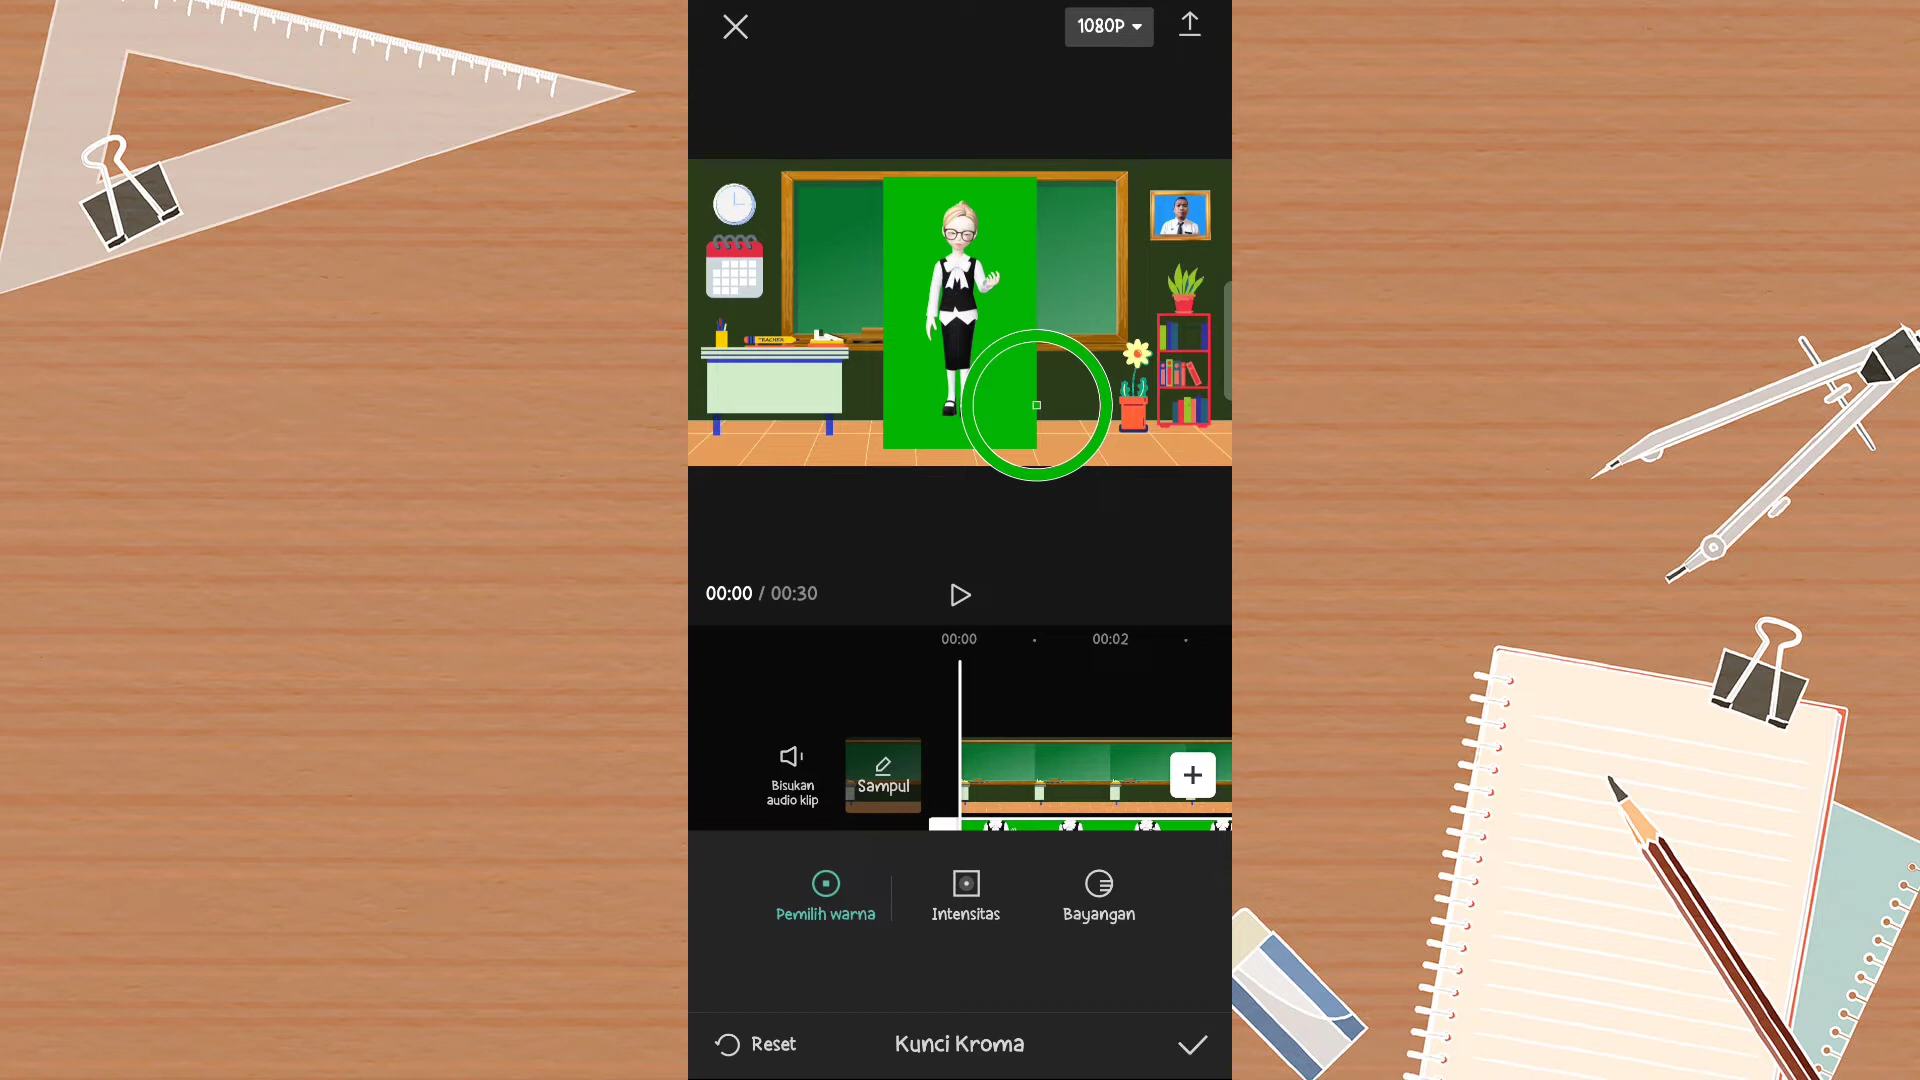 1080P
TEACHER
00:00 / 00:30
00:00
00:02
Bisukan
audio klip
Sampul
Pemilih warna
Intensitas
Bayangan
Reset
Kunci Kroma